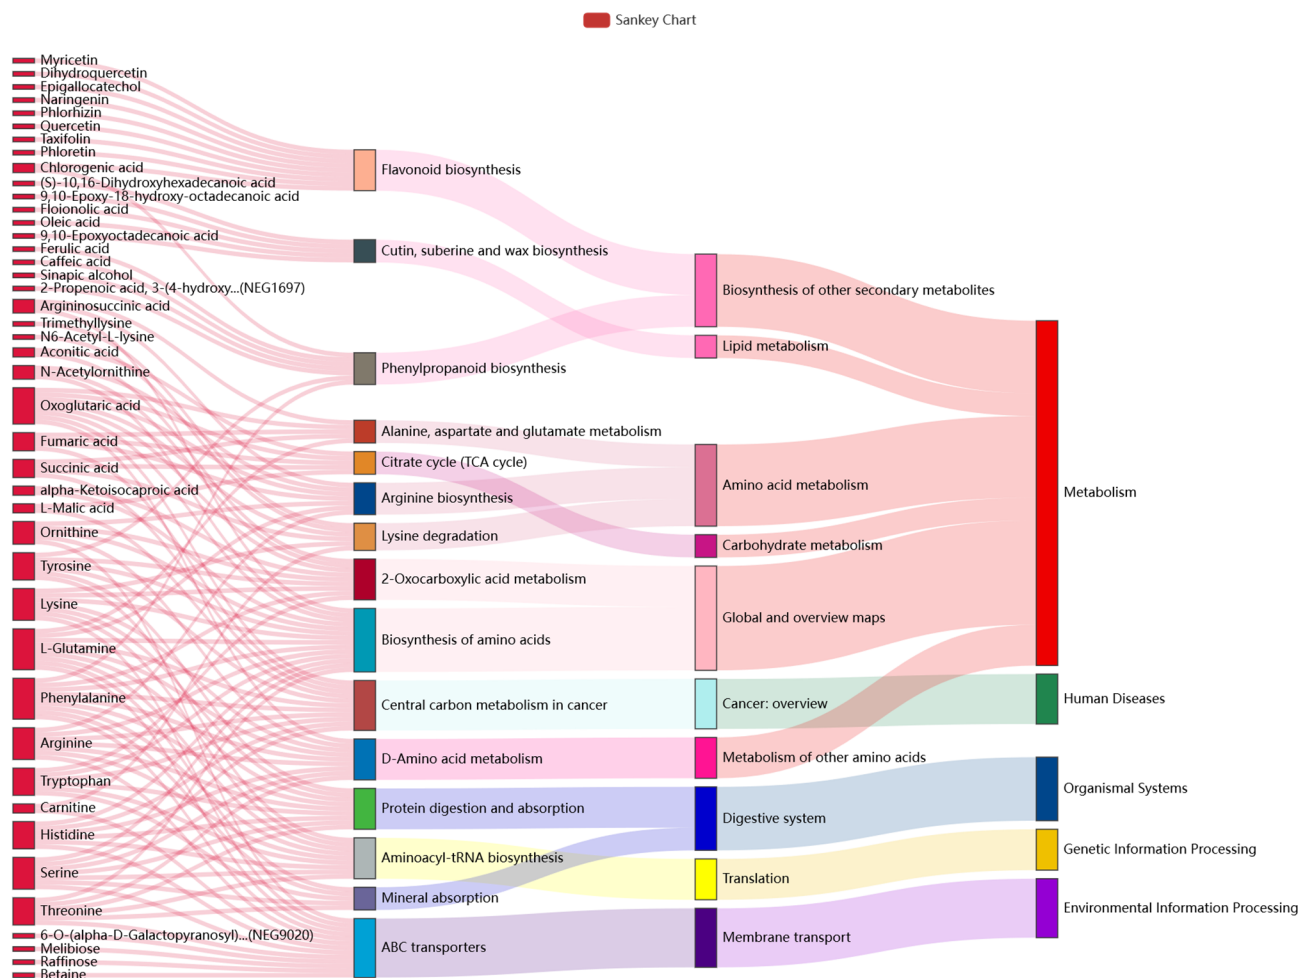 Sankey Chart
Myricetin
Dihydroquercetin
Epigallocatechol
Naringenin
Phlorhizin
Quercetin
Taxifolin
Phloretin
Chlorogenic acid
(S)-10,16-Dihydroxyhexadecanoic acid
9,10-Epoxy-18-hydroxy-octadecanoic acid
Floionolic acid
Oleic acid
9,10-Epoxyoctadecanoic acid
Ferulic acid
Caffeic acid
Sinapic alcohol
2-Propenoic acid, 3-(4-hydroxy...(NEG1697)
Argininosuccinic acid
Trimethyllysine
N6-Acetyl-L-lysine
Aconitic acid
N-Acetylornithine
Oxoglutaric acid
Fumaric acid
Succinic acid
alpha-Ketoisocaproic acid
L-Malic acid
Ornithine
Tyrosine
Lysine
L-Glutamine
Phenylalanine
Arginine
Tryptophan
Carnitine
Histidine
Serine
Threonine
6-O-(alpha-D-Galactopyranosyl)...(NEG9020)
Melibiose
Raffinose
Betaine
Flavonoid biosynthesis
Cutin, suberine and wax biosynthesis
Phenylpropanoid biosynthesis
Alanine, aspartate and glutamate metabolism
Citrate cycle (TCA cycle)
Arginine biosynthesis
Lysine degradation
2-Oxocarboxylic acid metabolism
Biosynthesis of amino acids
Central carbon metabolism in cancer
D-Amino acid metabolism
Protein digestion and absorption
Aminoacyl-tRNA biosynthesis
Mineral absorption
ABC transporters
Biosynthesis of other secondary metabolites
Lipid metabolism
Amino acid metabolism
Carbohydrate metabolism
Global and overview maps
Cancer: overview
Metabolism of other amino acids
Digestive system
Translation
Membrane transport
Metabolism
Human Diseases
Organismal Systems
Genetic Information Processing
Environmental Information Processing